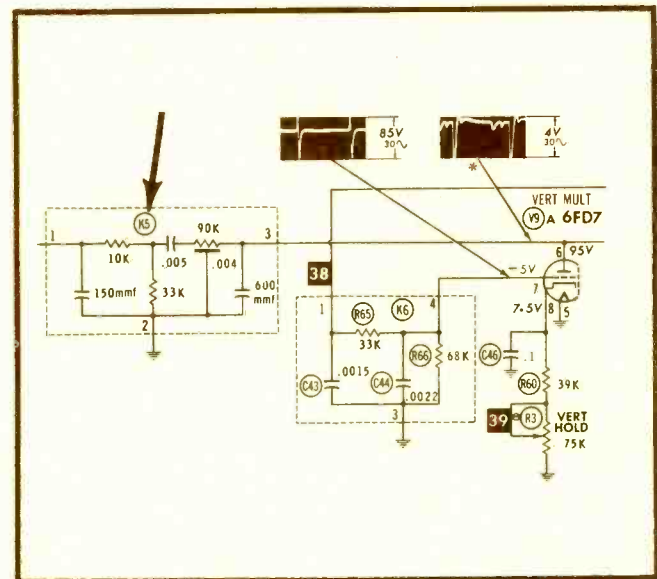 85V
30∿
4V
30∿
*
VERT MULT
V9 A 6FD7
K5
1
10K
.005
90K
.004
3
150mmf
33K
600
mmf
2
38
6
95V
-5V
7
7.5V
8
5
1
R65
33K
K6
4
R66
68K
C43
.0015
C44
.0022
3
C46
.1
R60
39K
39
R3
VERT
HOLD
75K